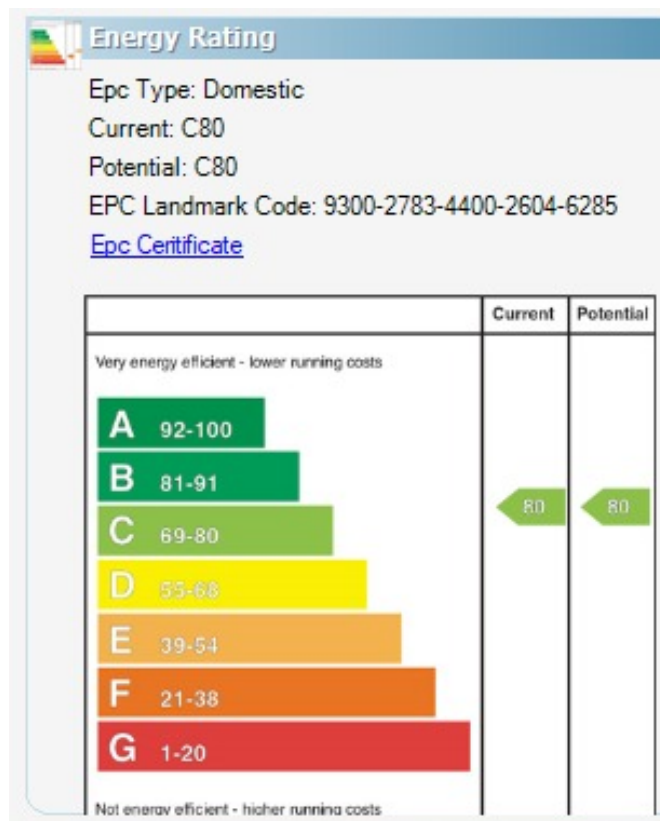 Energy Rating
Epc Type: Domestic
Current: C80
Potential: C80
EPC Landmark Code: 9300-2783-4400-2604-6285
Epc Ceritificate
Current Potential
Very energy efficient - lower running costs
A 92-100
B 81-91
80 80
C 69-80
D 55-68
E 39-54
F 21-38
G 1-20
Not energy efficient - higher running costs